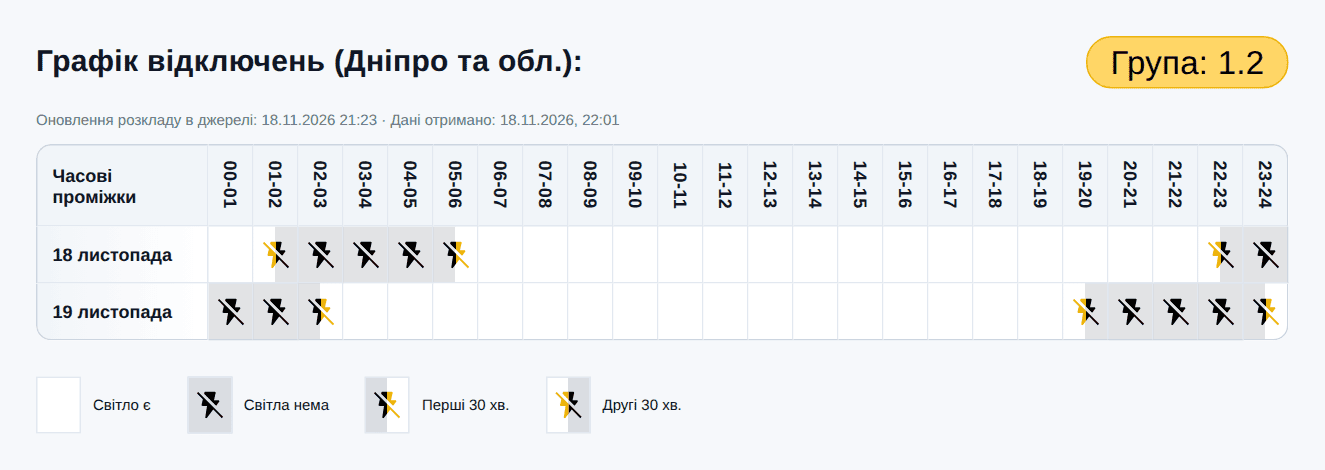 Графік відключень (Дніпро та обл.):
Група: 1.2
Оновлення розкладу в джерелі: 18.11.2026 21:23 · Дані отримано: 18.11.2026, 22:01
Часові
проміжки
00-01
01-02
02-03
03-04
04-05
05-06
06-07
07-08
08-09
09-10
10-11
11-12
12-13
13-14
14-15
15-16
16-17
17-18
18-19
19-20
20-21
21-22
22-23
23-24
18 листопада
19 листопада
Світло є
Світла нема
Перші 30 хв.
Другі 30 хв.